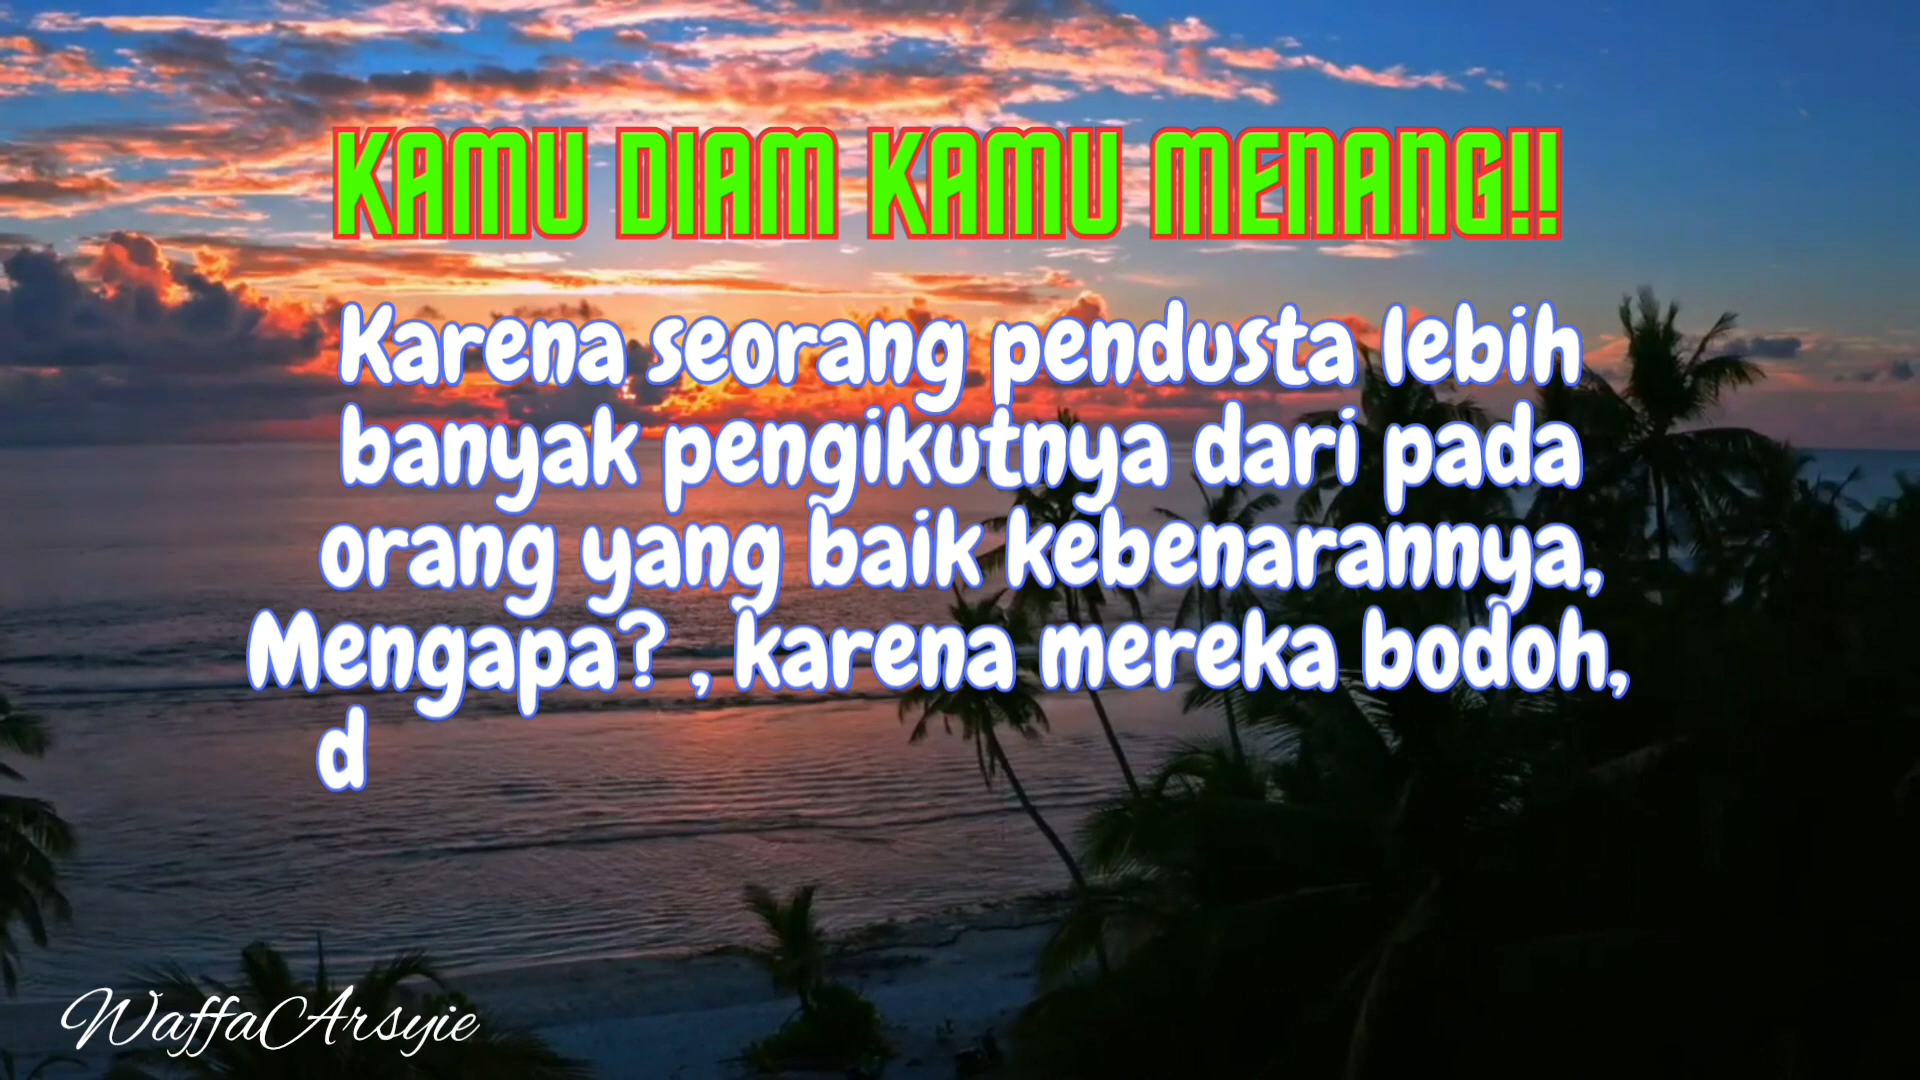 KAMU DIAM KAMU MENANG!!
Karena seorang pendusta lebih
banyak pengikutnya dari pada
orang yang baik kebenarannya,
Mengapa? , karena mereka bodoh,
d
WaffaArsyie